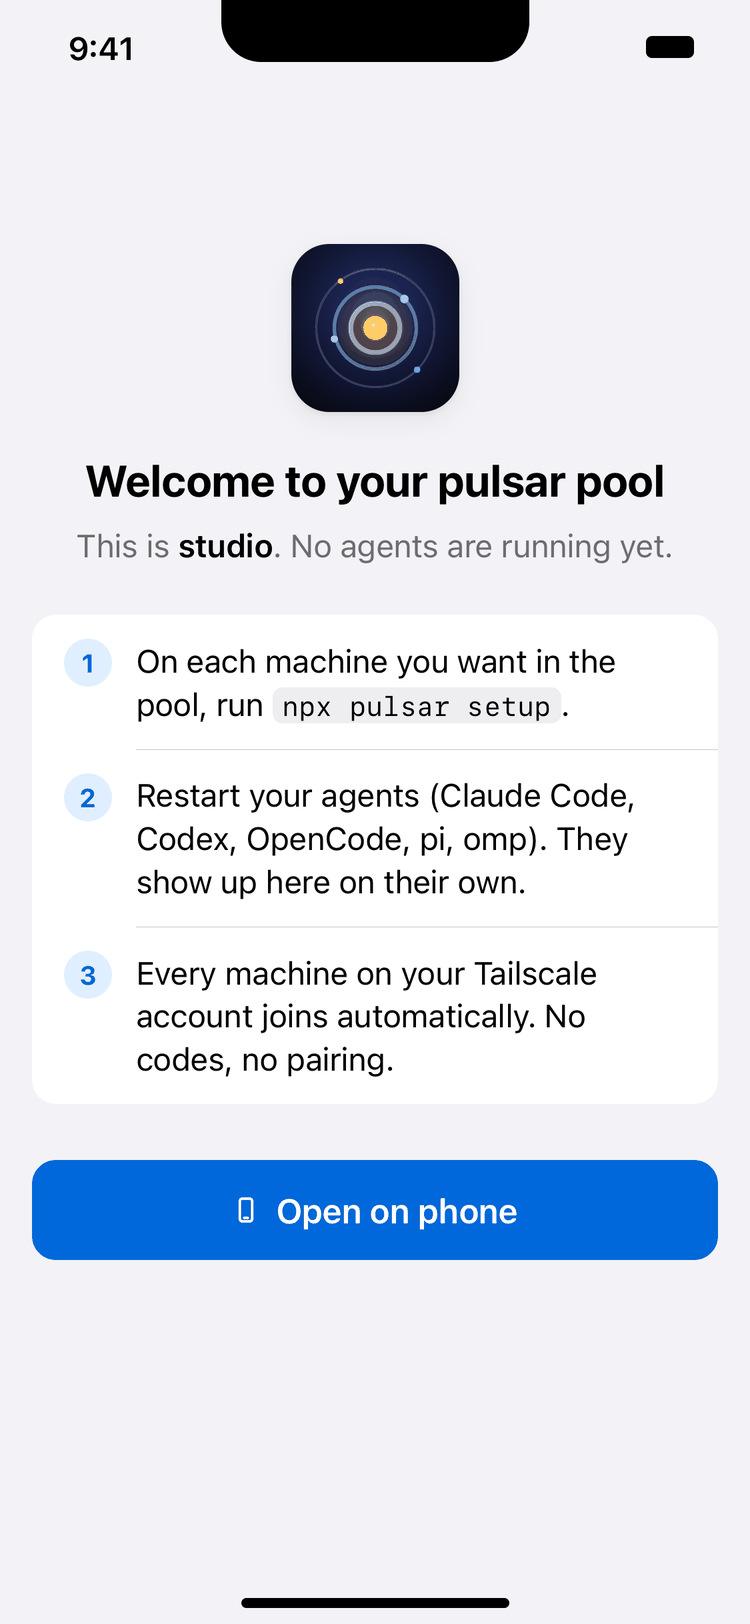 9:41
Welcome to your pulsar pool
This is studio. No agents are running yet.
1 On each machine you want in the
pool, run npx pulsar setup.
2 Restart your agents (Claude Code,
Codex, OpenCode, pi, omp). They
show up here on their own.
3 Every machine on your Tailscale
account joins automatically. No
codes, no pairing.
Open on phone